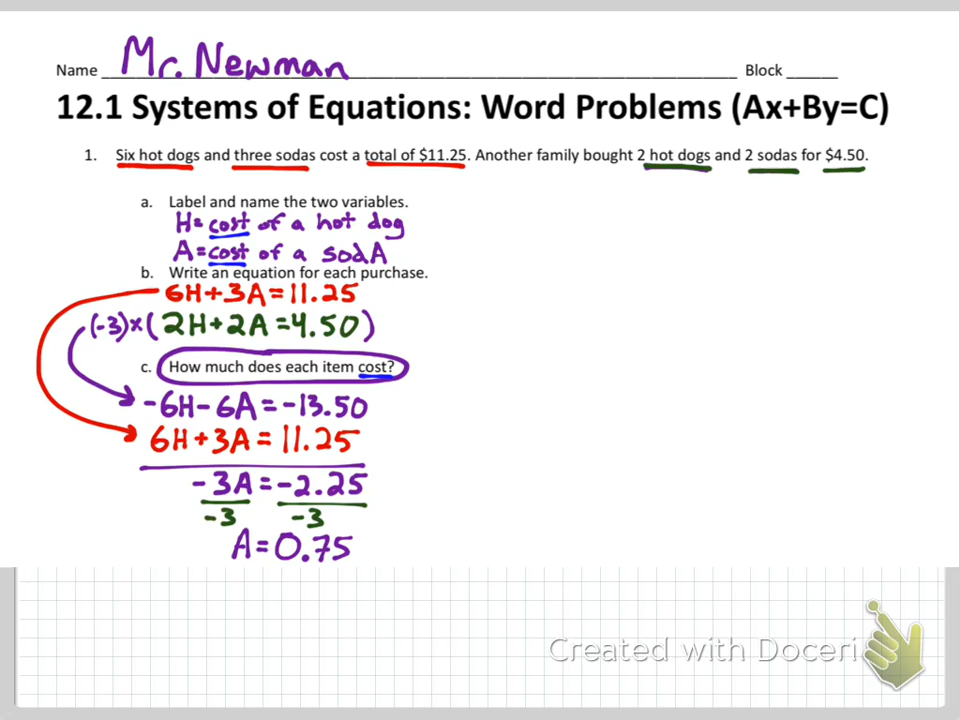 Name Mr. Newman Block
12.1 Systems of Equations: Word Problems (Ax+By=C)
1. Six hot dogs and three sodas cost a total of $11.25. Another family bought 2 hot dogs and 2 sodas for $4.50.
a. Label and name the two variables.
H= cost of a hot dog
A= cost of a sodA
b. Write an equation for each purchase.
6H+3A=11.25
(-3)×(2H+2A=4.50)
c. How much does each item cost?
-6H-6A=-13.50
6H+3A=11.25
-3A=-2.25
-3 -3
A=0.75
Created with Doceri